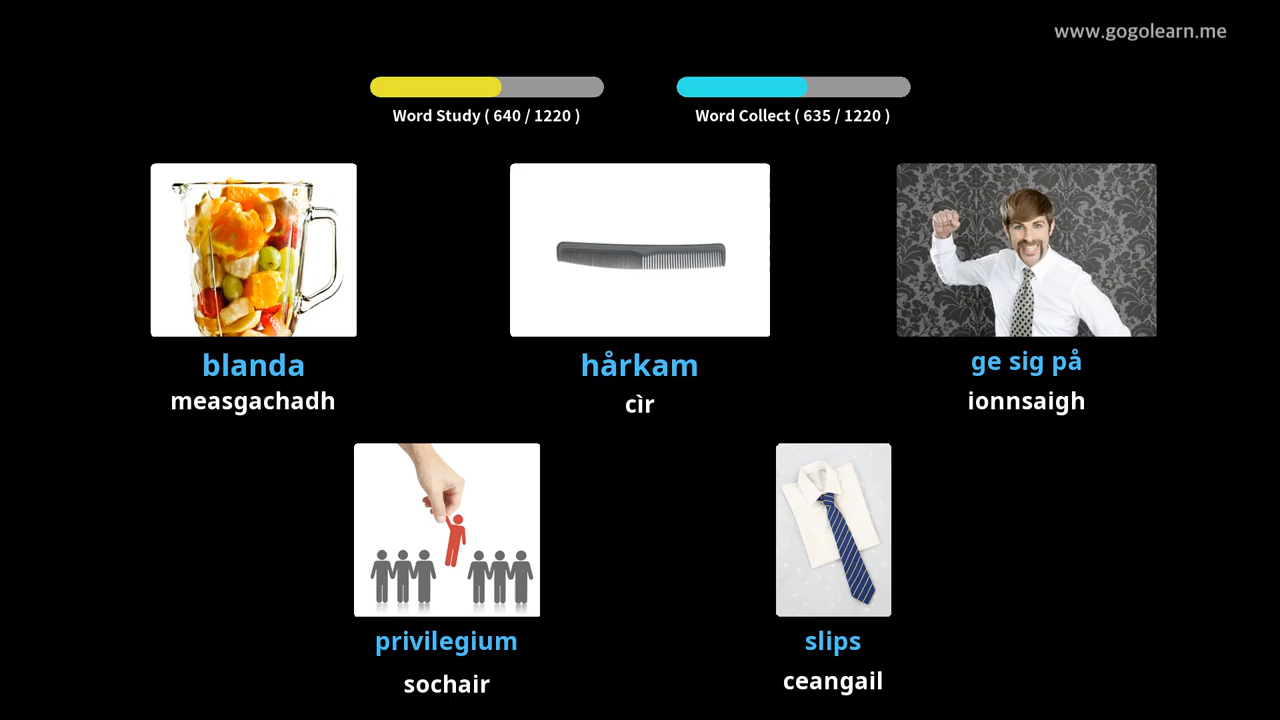 www.gogolearn.me
Word Study ( 640 / 1220 )
Word Collect ( 635 / 1220 )
blanda
measgachadh
hårkam
cìr
ge sig på
ionnsaigh
privilegium
sochair
slips
ceangail